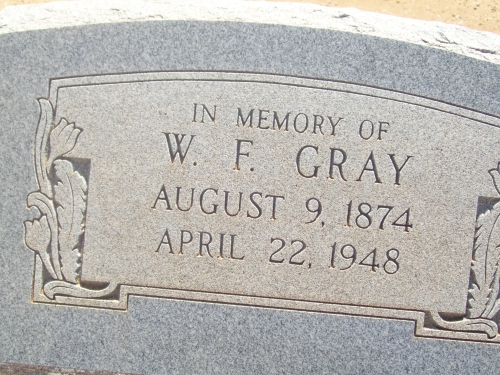 IN MEMORY OF
W. F. GRAY
AUGUST 9, 1874
APRIL 22, 1948